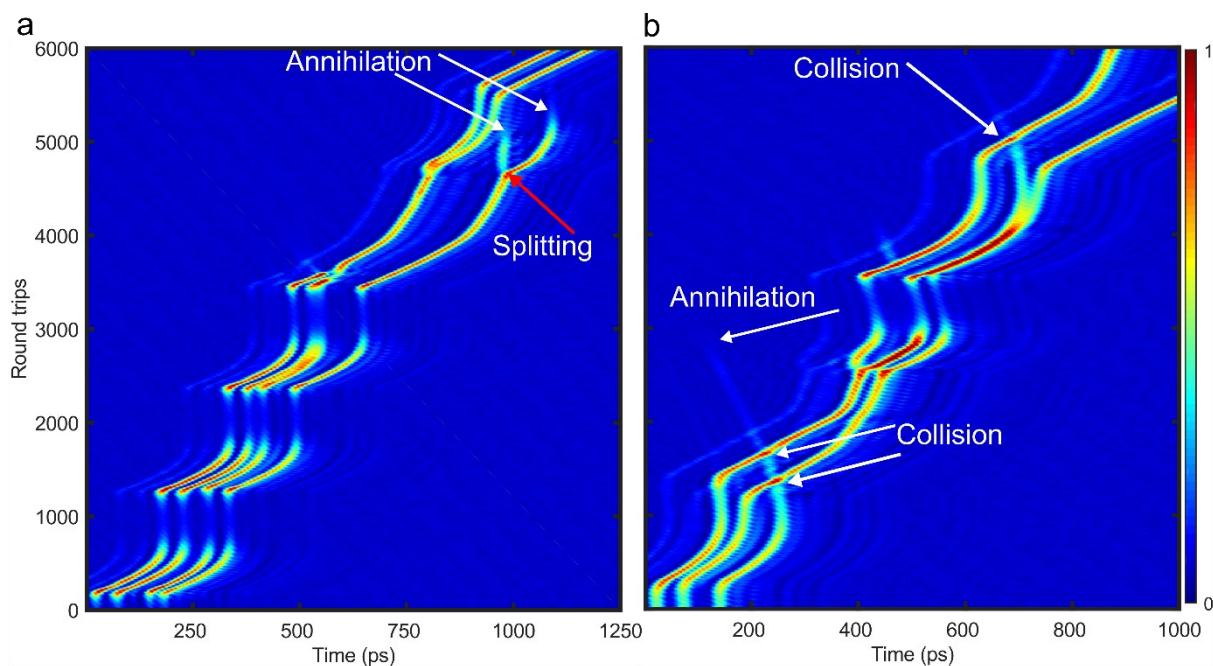 a
b
6000
5000
4000
3000
2000
1000
0
Round trips
Annihilation
Splitting
250
500
750
1000
1250
Time (ps)
Collision
Annihilation
Collision
200
400
600
800
1000
Time (ps)
1
0